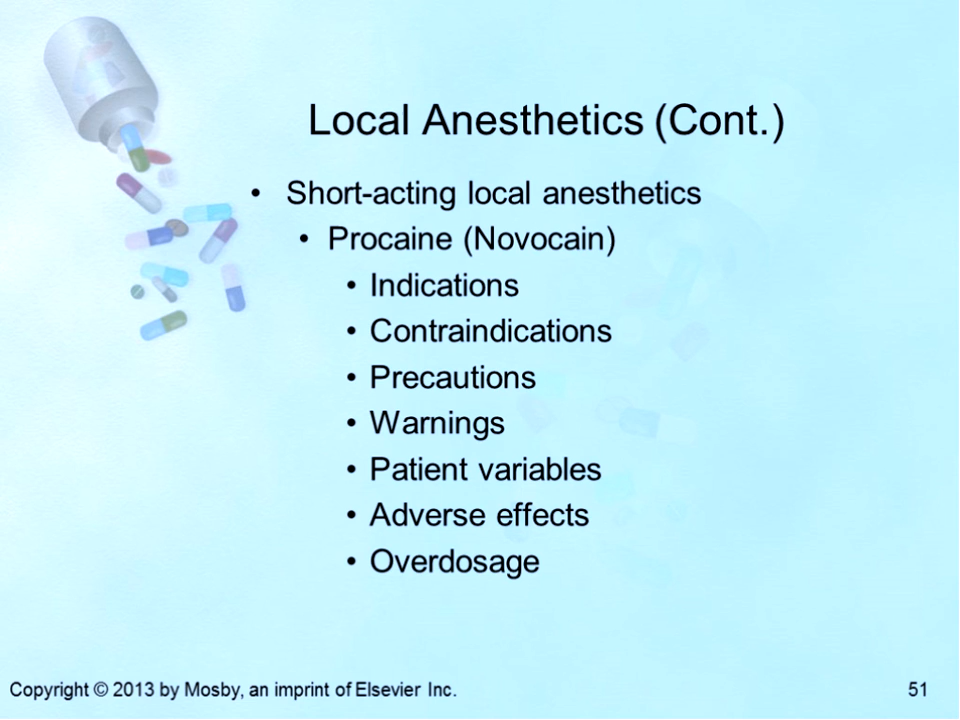 Local Anesthetics (Cont.)
• Short-acting local anesthetics
• Procaine (Novocain)
• Indications
• Contraindications
• Precautions
• Warnings
• Patient variables
• Adverse effects
• Overdosage
Copyright © 2013 by Mosby, an imprint of Elsevier Inc.
51